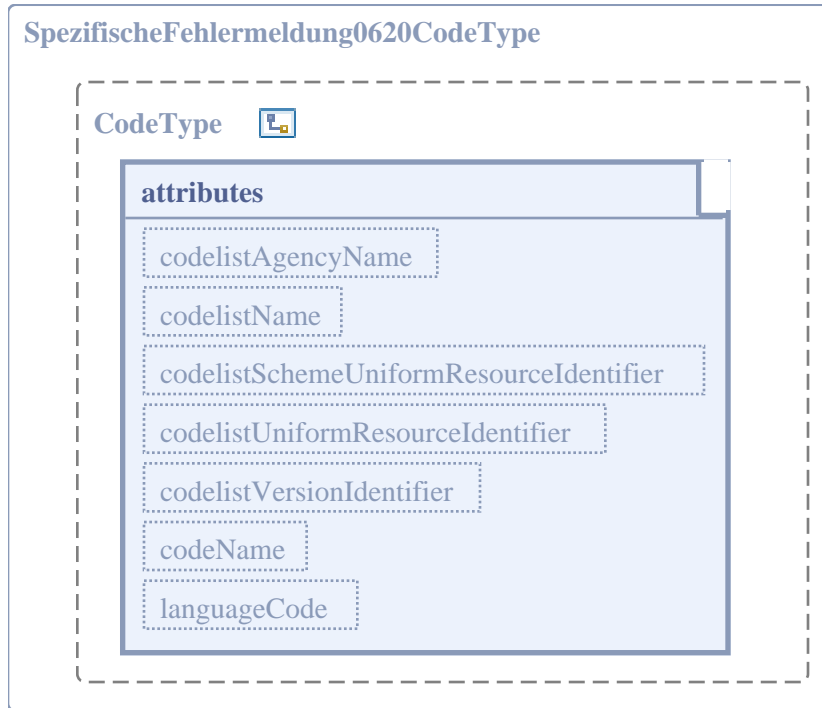 SpezifischeFehlermeldung0620CodeType
CodeType
attributes
codelistAgencyName
codelistName
codelistSchemeUniformResourceIdentifier
codelistUniformResourceIdentifier
codelistVersionIdentifier
codeName
languageCode